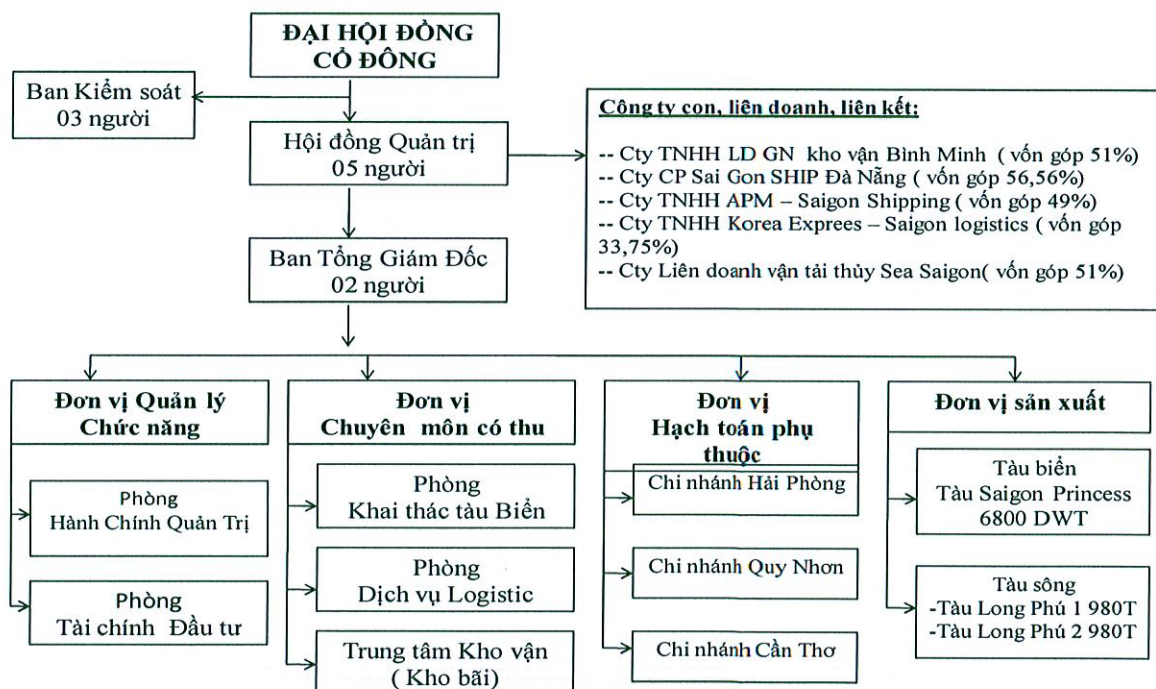 ĐẠI HỘI ĐỒNG
CỔ ĐÔNG
Ban Kiểm soát
03 người
Hội đồng Quản trị
05 người
Công ty con, liên doanh, liên kết:
-- Cty TNHH LD GN kho vận Bình Minh ( vốn góp 51%)
-- Cty CP Sai Gon SHIP Đà Nẵng ( vốn góp 56,56%)
-- Cty TNHH APM – Saigon Shipping ( vốn góp 49%)
-- Cty TNHH Korea Exprees – Saigon logistics ( vốn góp
33,75%)
-- Cty Liên doanh vận tải thủy Sea Saigon( vốn góp 51%)
Ban Tổng Giám Đốc
02 người
Đơn vị Quản lý
Chức năng
Phòng
Hành Chính Quản Trị
Phòng
Tài chính Đầu tư
Đơn vị
Chuyên môn có thu
Phòng
Khai thác tàu Biển
Phòng
Dịch vụ Logistic
Trung tâm Kho vận
( Kho bãi)
Đơn vị
Hạch toán phụ
thuộc
Chi nhánh Hải Phòng
Chi nhánh Quy Nhơn
Chi nhánh Cần Thơ
Đơn vị sản xuất
Tàu biển
Tàu Saigon Princess
6800 DWT
Tàu sông
-Tàu Long Phú 1 980T
-Tàu Long Phú 2 980T